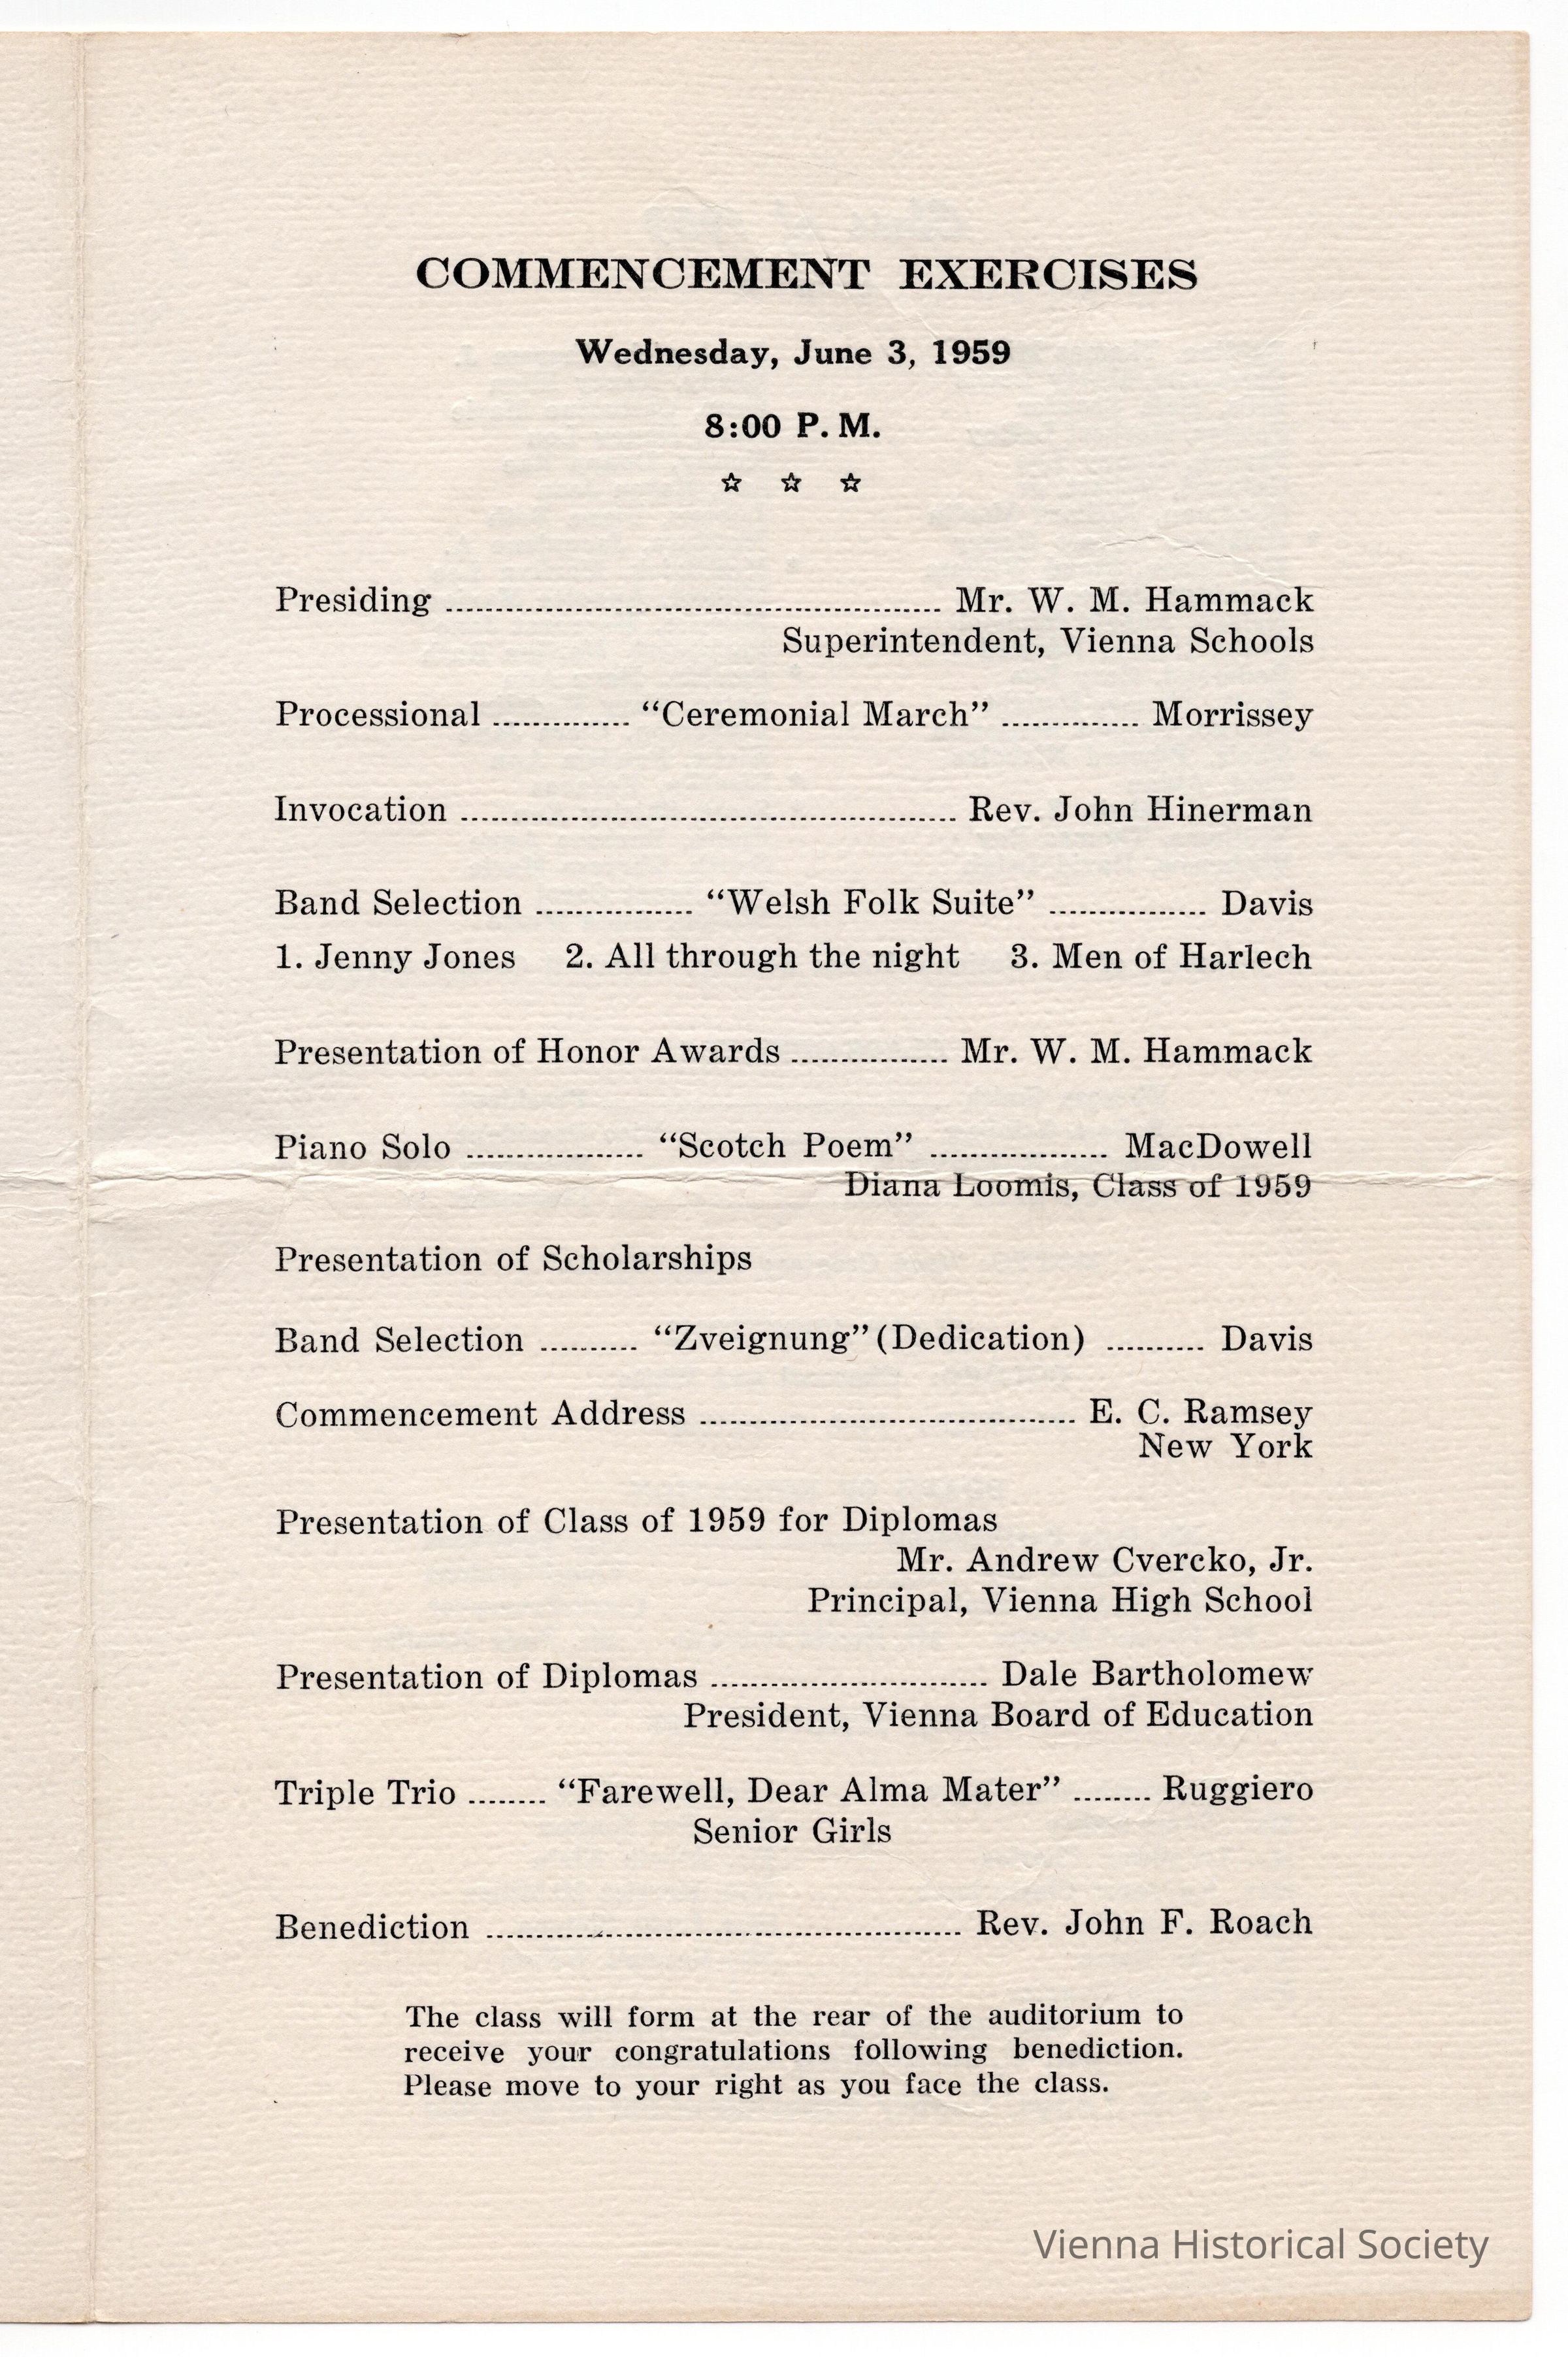 COMMENCEMENT EXERCISES
Wednesday, June 3, 1959
8:00 P. M.
☆ ☆ ☆
Presiding ........................................ Mr. W. M. Hammack
Superintendent, Vienna Schools
Processional .............. “Ceremonial March” .............. Morrissey
Invocation ........................................ Rev. John Hinerman
Band Selection ................ “Welsh Folk Suite” ................ Davis
1. Jenny Jones 2. All through the night 3. Men of Harlech
Presentation of Honor Awards ................ Mr. W. M. Hammack
Piano Solo .................. “Scotch Poem” .................. MacDowell
Diana Loomis, Class of 1959
Presentation of Scholarships
Band Selection .......... “Zveignung” (Dedication) .......... Davis
Commencement Address ...................................... E. C. Ramsey
New York
Presentation of Class of 1959 for Diplomas
Mr. Andrew Cvercko, Jr.
Principal, Vienna High School
Presentation of Diplomas ............................ Dale Bartholomew
President, Vienna Board of Education
Triple Trio ........ “Farewell, Dear Alma Mater” ........ Ruggiero
Senior Girls
Benediction ................................................ Rev. John F. Roach
The class will form at the rear of the auditorium to
receive your congratulations following benediction.
Please move to your right as you face the class.
Vienna Historical Society